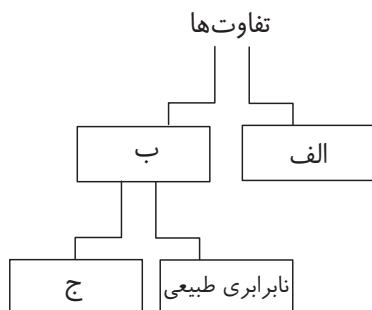 تفاوت‌ها
الف
ب
نابرابری طبیعی
ج